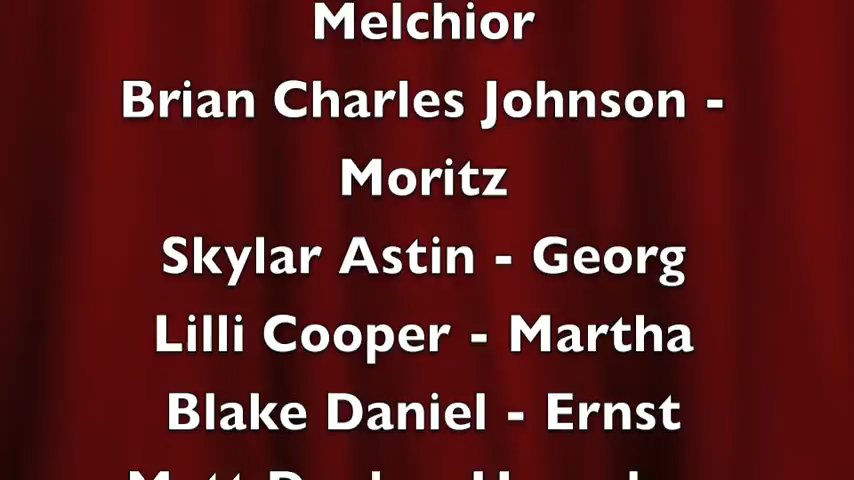 Melchior
Brian Charles Johnson -
Moritz
Skylar Astin - Georg
Lilli Cooper - Martha
Blake Daniel - Ernst